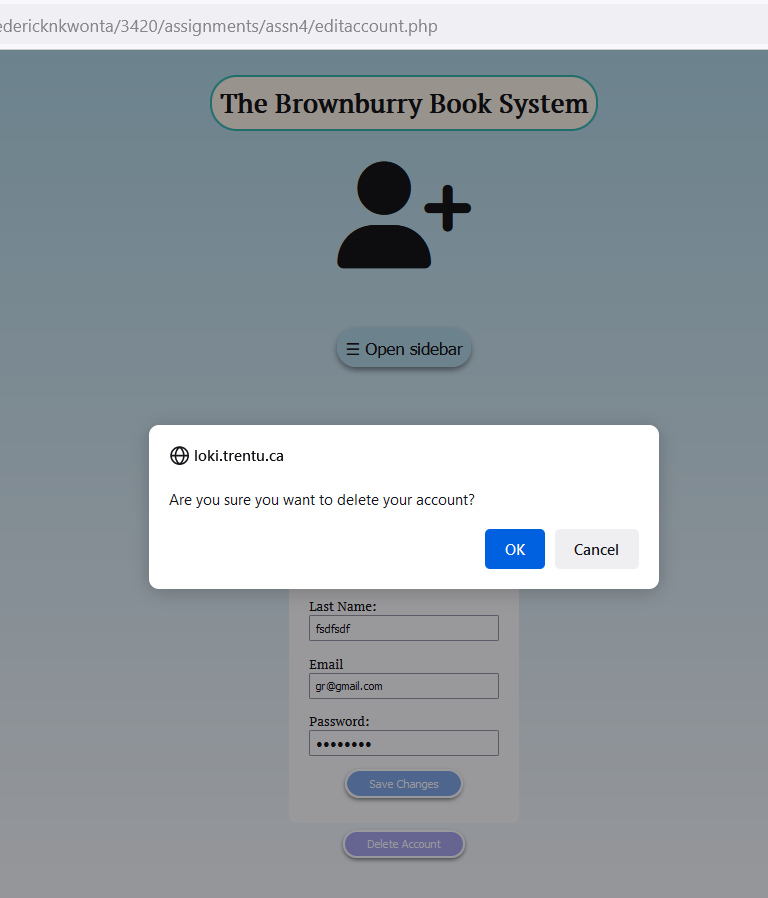 edericknkwonta/3420/assignments/assn4/editaccount.php
The Brownburry Book System
☰ Open sidebar
loki.trentu.ca
Are you sure you want to delete your account?
OK Cancel
Last Name:
fsdfsdf
Email
gr@gmail.com
Password:
••••••••
Save Changes
Delete Account